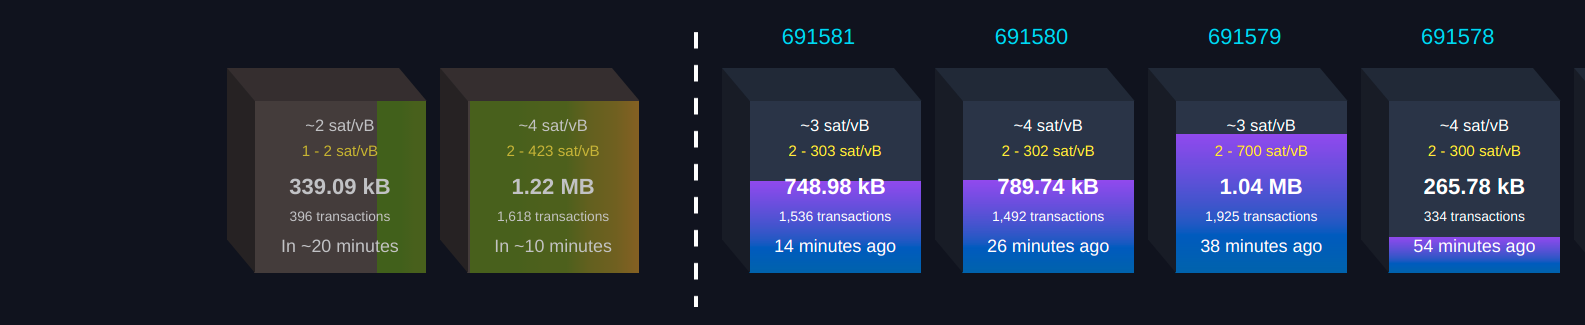 691581
691580
691579
691578
~2 sat/vB
1 - 2 sat/vB
339.09 kB
396 transactions
In ~20 minutes
~4 sat/vB
2 - 423 sat/vB
1.22 MB
1,618 transactions
In ~10 minutes
~3 sat/vB
2 - 303 sat/vB
748.98 kB
1,536 transactions
14 minutes ago
~4 sat/vB
2 - 302 sat/vB
789.74 kB
1,492 transactions
26 minutes ago
~3 sat/vB
2 - 700 sat/vB
1.04 MB
1,925 transactions
38 minutes ago
~4 sat/vB
2 - 300 sat/vB
265.78 kB
334 transactions
54 minutes ago